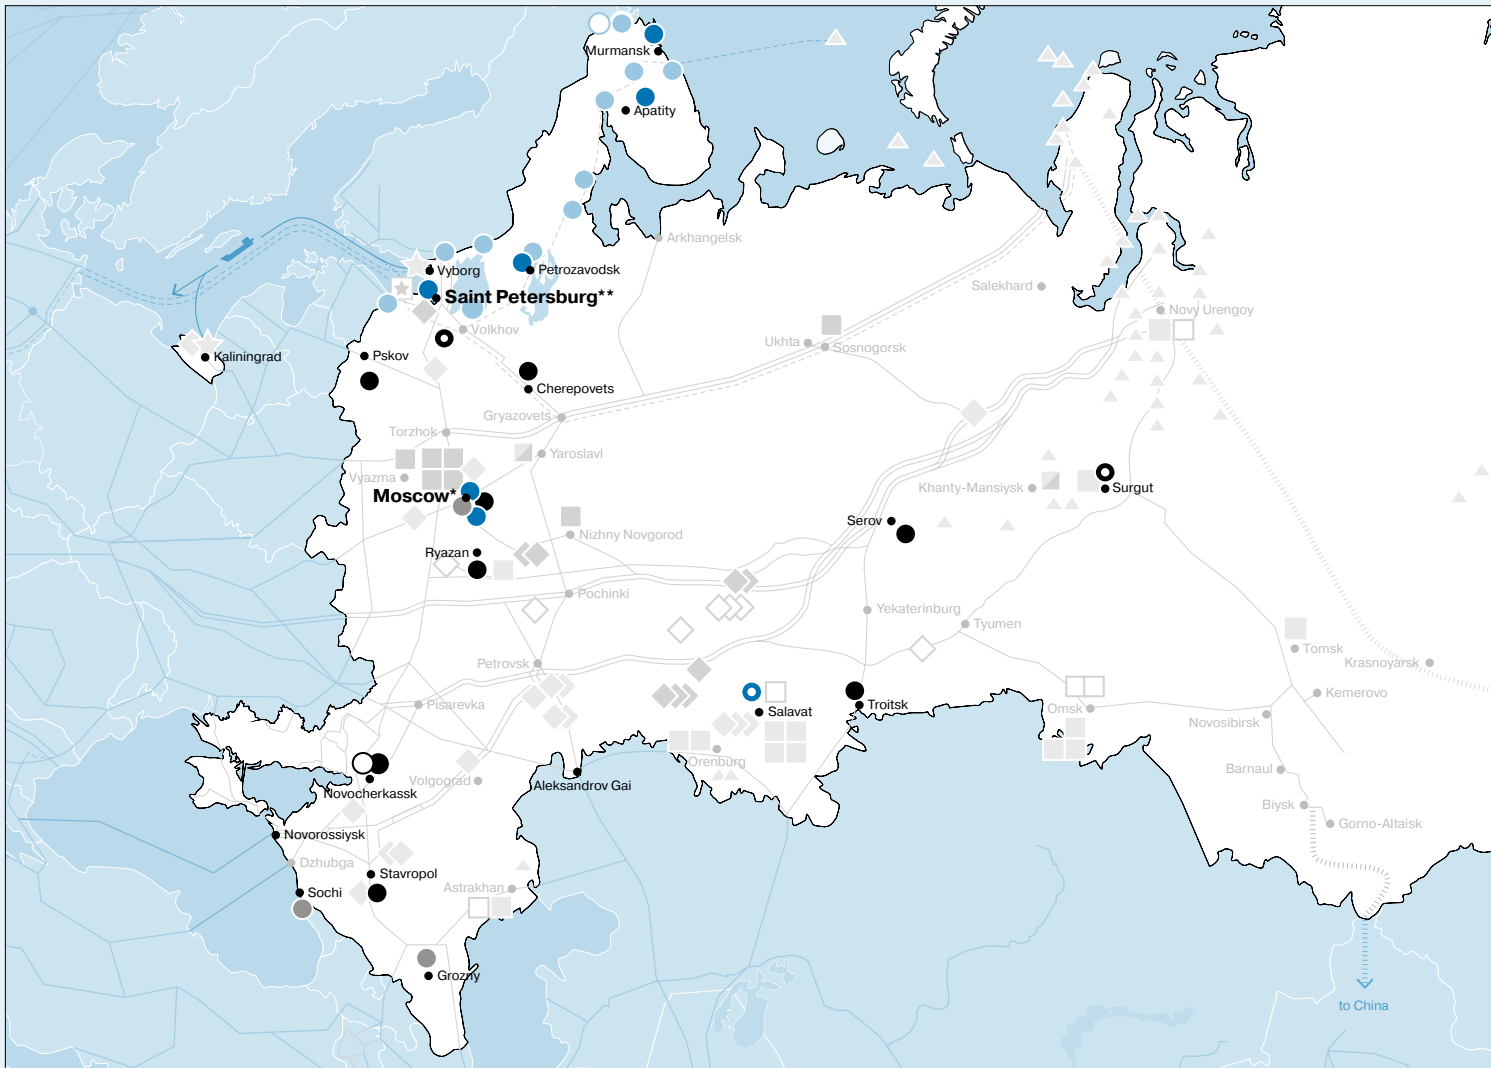 Murmansk
Apatity
Arkhangelsk
Vyborg
Petrozavodsk
Saint Petersburg**
Salekhard
Novy Urengoy
Volkhov
Ukhta
Sosnogorsk
Kaliningrad
Pskov
Cherepovets
Gryazovets
Torzhok
Yaroslavl
Vyazma
Khanty-Mansiysk
Surgut
Moscow*
Serov
Nizhny Novgorod
Ryazan
Pochinki
Yekaterinburg
Tyumen
Tomsk
Krasnoyarsk
Petrovsk
Kemerovo
Pisarevka
Salavat
Troitsk
Omsk
Novosibirsk
Orenburg
Barnaul
Volgograd
Aleksandrov Gai
Novocherkassk
Biysk
Gorno-Altaisk
Novorossiysk
Dzhubga
Stavropol
Sochi
Astrakhan
Grozny
to China